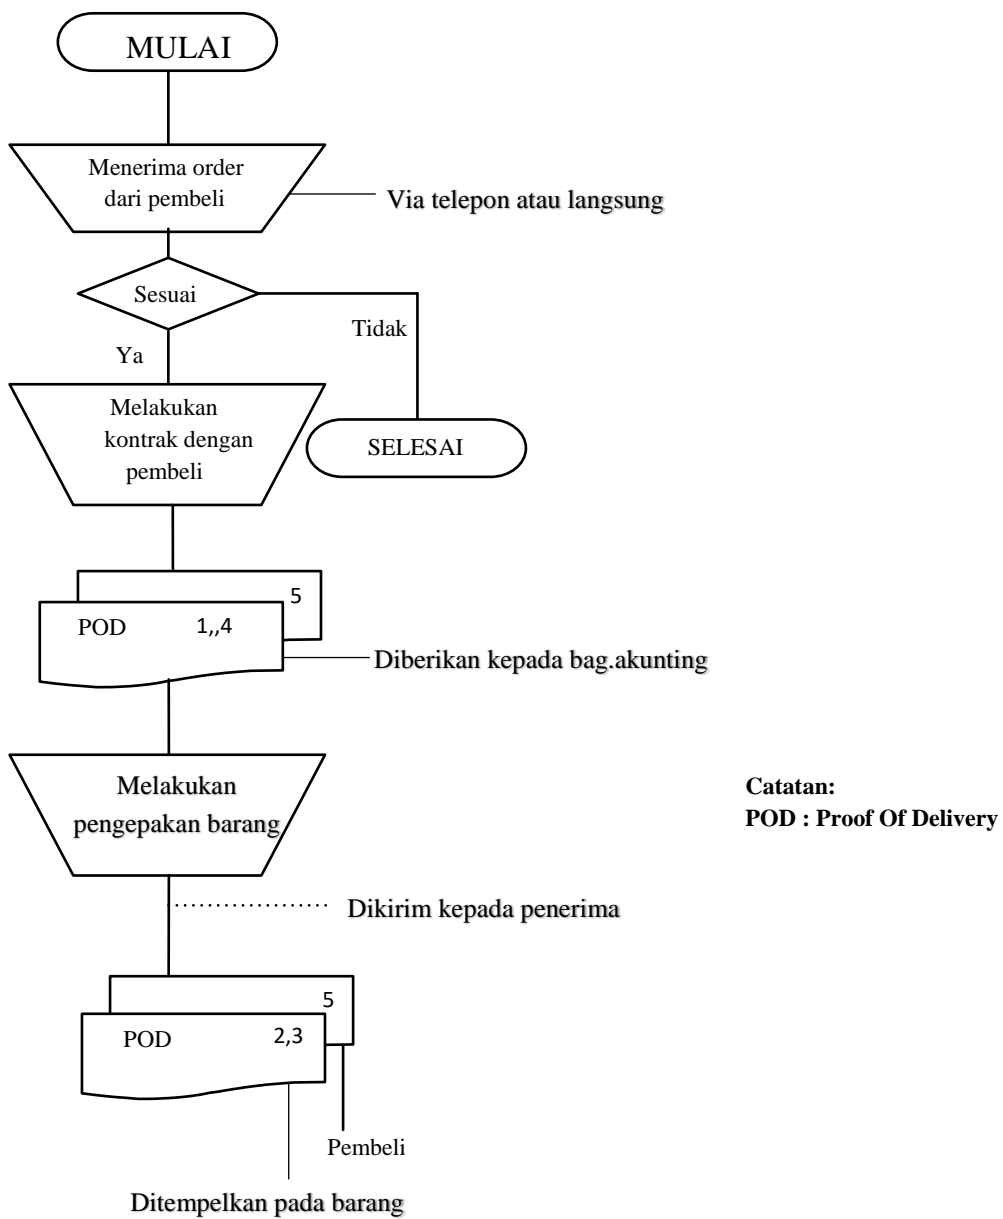 MULAI
Menerima order
dari pembeli
Via telepon atau langsung
Sesuai
Tidak
Ya
Melakukan
kontrak dengan
pembeli
SELESAI
5
POD 1,,4
Diberikan kepada bag.akunting
Melakukan
pengepakan barang
Catatan:
POD : Proof Of Delivery
Dikirim kepada penerima
5
POD 2,3
Pembeli
Ditempelkan pada barang